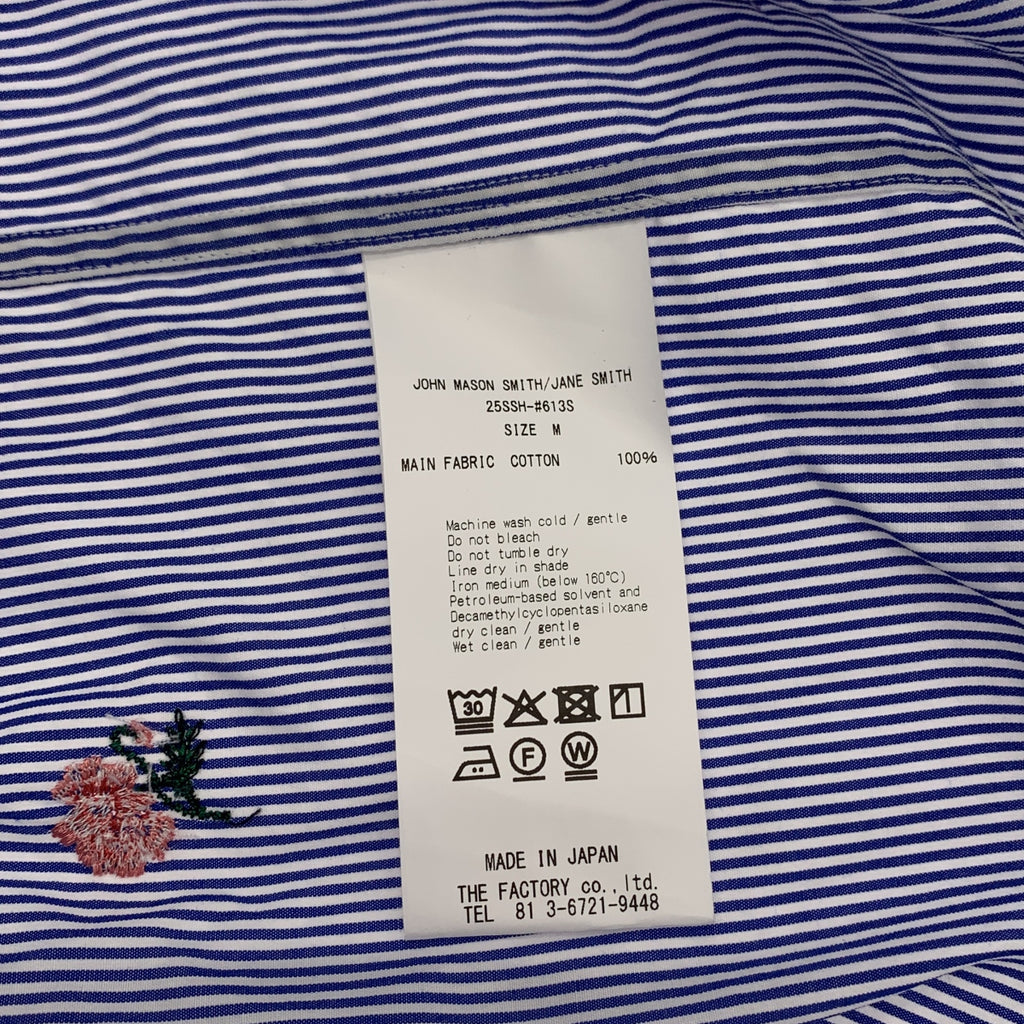 JOHN MASON SMITH/JANE SMITH
25SSH-#613S
SIZE M
MAIN FABRIC COTTON 100%
Machine wash cold / gentle
Do not bleach
Do not tumble dry
Line dry in shade
Iron medium (below 160℃)
Petroleum-based solvent and
Decamethylcyclopentasiloxane
dry clean / gentle
Wet clean / gentle
30
F W
MADE IN JAPAN
THE FACTORY co., ltd.
TEL 81 3-6721-9448